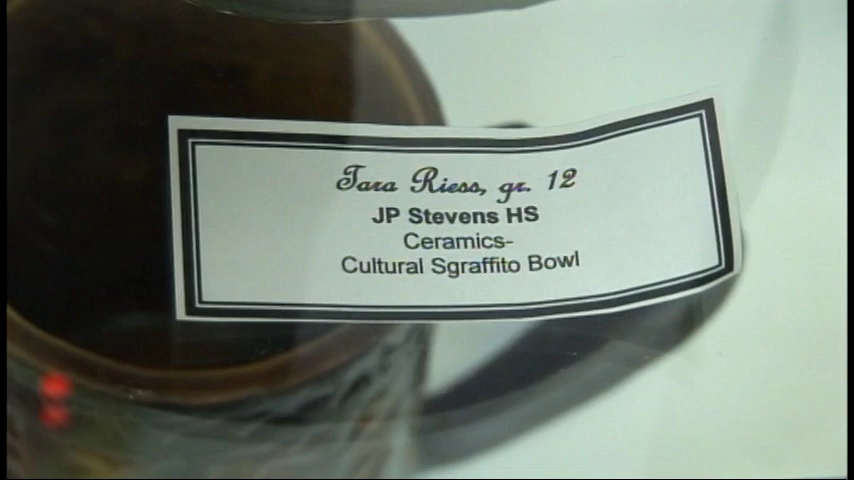 Tara Riess, gr. 12
JP Stevens HS
Ceramics-
Cultural Sgraffito Bowl